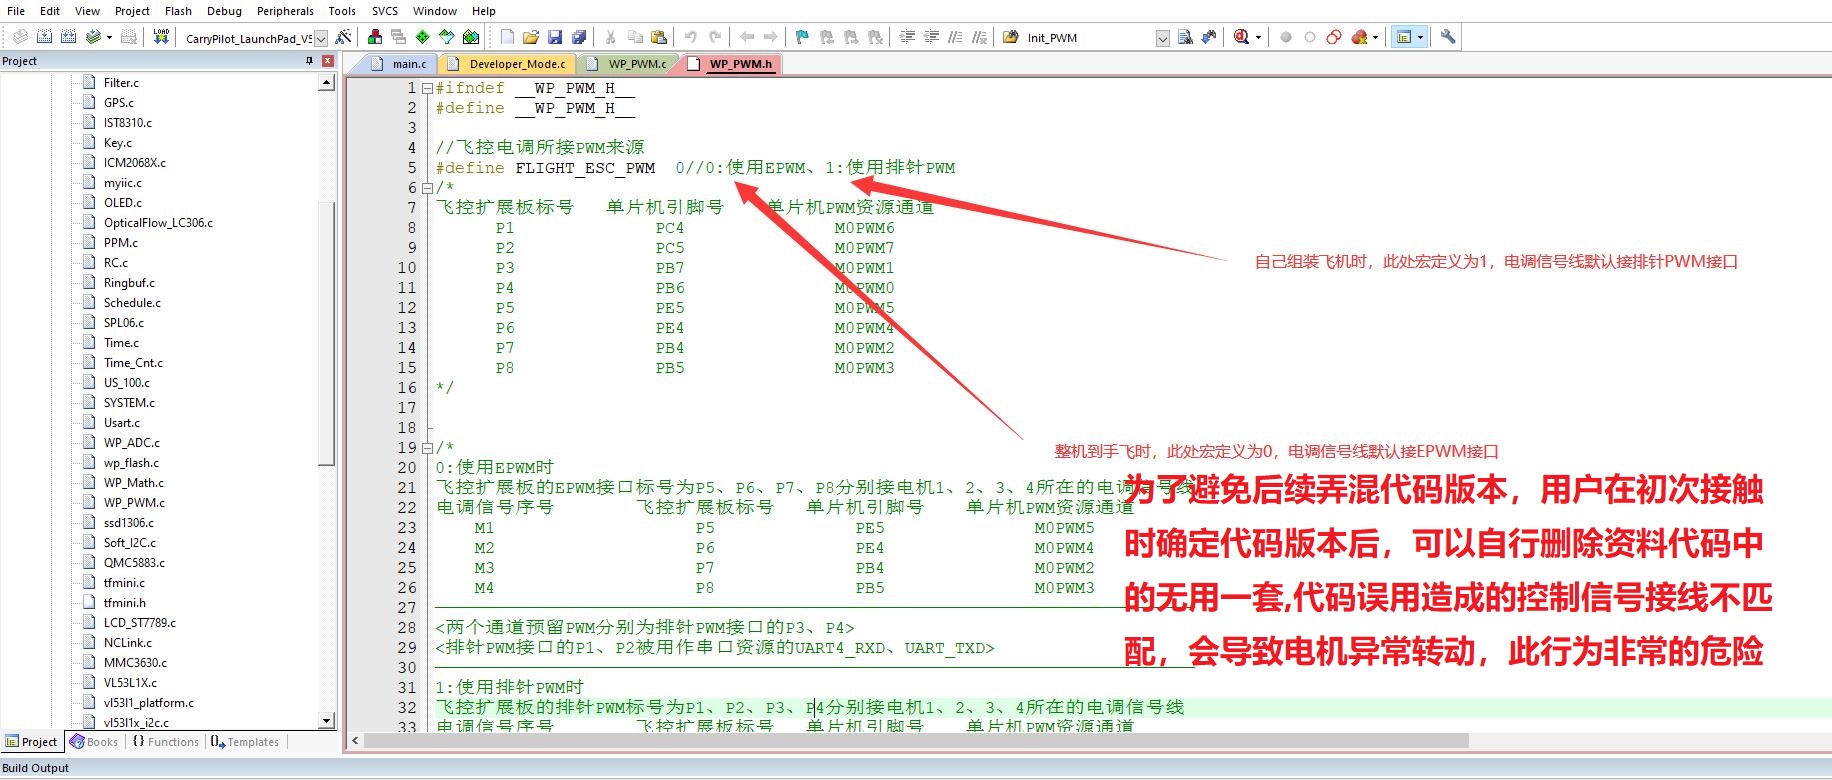 File Edit View Project Flash Debug Peripherals Tools SVCS Window Help
CarryPilot_LaunchPad_V5
Init_PWM
Project
main.c Developer_Mode.c WP_PWM.c WP_PWM.h
Filter.c
GPS.c
IST8310.c
Key.c
ICM2068X.c
myiic.c
OLED.c
OpticalFlow_LC306.c
PPM.c
RC.c
Ringbuf.c
Schedule.c
SPL06.c
Time.c
Time_Cnt.c
US_100.c
SYSTEM.c
Usart.c
WP_ADC.c
wp_flash.c
WP_Math.c
WP_PWM.c
ssd1306.c
Soft_I2C.c
QMC5883.c
tfmini.c
tfmini.h
LCD_ST7789.c
NCLink.c
MMC3630.c
VL53L1X.c
vl53l1_platform.c
vl53l1x_i2c.c
Project Books {} Functions Templates
Build Output
1 #ifndef __WP_PWM_H__
2 #define __WP_PWM_H__
3
4 //飞控电调所接PWM来源
5 #define FLIGHT_ESC_PWM 0//0:使用EPWM、1:使用排针PWM
6 /*
7 飞控扩展板标号 单片机引脚号 单片机PWM资源通道
8 P1 PC4 M0PWM6
9 P2 PC5 M0PWM7
10 P3 PB7 M0PWM1
11 P4 PB6 M0PWM0
12 P5 PE5 M0PWM5
13 P6 PE4 M0PWM4
14 P7 PB4 M0PWM2
15 P8 PB5 M0PWM3
16 */
17
18
19 /*
20 0:使用EPWM时
21 飞控扩展板的EPWM接口标号为P5、P6、P7、P8分别接电机1、2、3、4所在的电调信号线
22 电调信号序号 飞控扩展板标号 单片机引脚号 单片机PWM资源通道
23 M1 P5 PE5 M0PWM5
24 M2 P6 PE4 M0PWM4
25 M3 P7 PB4 M0PWM2
26 M4 P8 PB5 M0PWM3
27
28 <两个通道预留PWM分别为排针PWM接口的P3、P4>
29 <排针PWM接口的P1、P2被用作串口资源的UART4_RXD、UART_TXD>
30
31 1:使用排针PWM时
32 飞控扩展板的排针PWM标号为P1、P2、P3、P4分别接电机1、2、3、4所在的电调信号线
33 电调信号序号 飞控扩展板标号 单片机引脚号 单片机PWM资源通道
自己组装飞机时，此处宏定义为1，电调信号线默认接排针PWM接口
整机到手飞时，此处宏定义为0，电调信号线默认接EPWM接口
为了避免后续弄混代码版本，用户在初次接触
时确定代码版本后，可以自行删除资料代码中
的无用一套,代码误用造成的控制信号接线不匹
配，会导致电机异常转动，此行为非常的危险